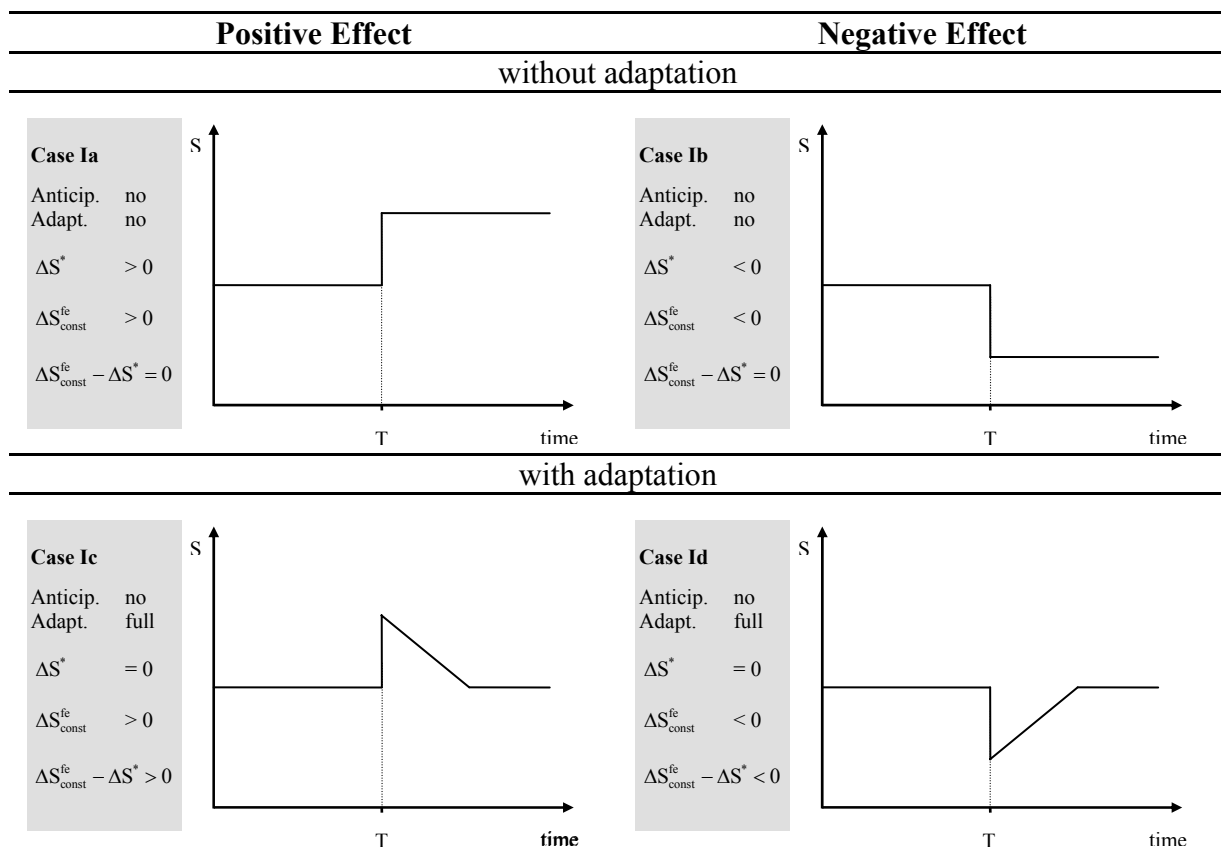 Positive Effect Negative Effect
without adaptation
Case Ia
Anticip. no
Adapt. no
ΔS* > 0
ΔS^fe_const > 0
ΔS^fe_const − ΔS* = 0
S
T time
Case Ib
Anticip. no
Adapt. no
ΔS* < 0
ΔS^fe_const < 0
ΔS^fe_const − ΔS* = 0
S
T time
with adaptation
Case Ic
Anticip. no
Adapt. full
ΔS* = 0
ΔS^fe_const > 0
ΔS^fe_const − ΔS* > 0
S
T time
Case Id
Anticip. no
Adapt. full
ΔS* = 0
ΔS^fe_const < 0
ΔS^fe_const − ΔS* < 0
S
T time